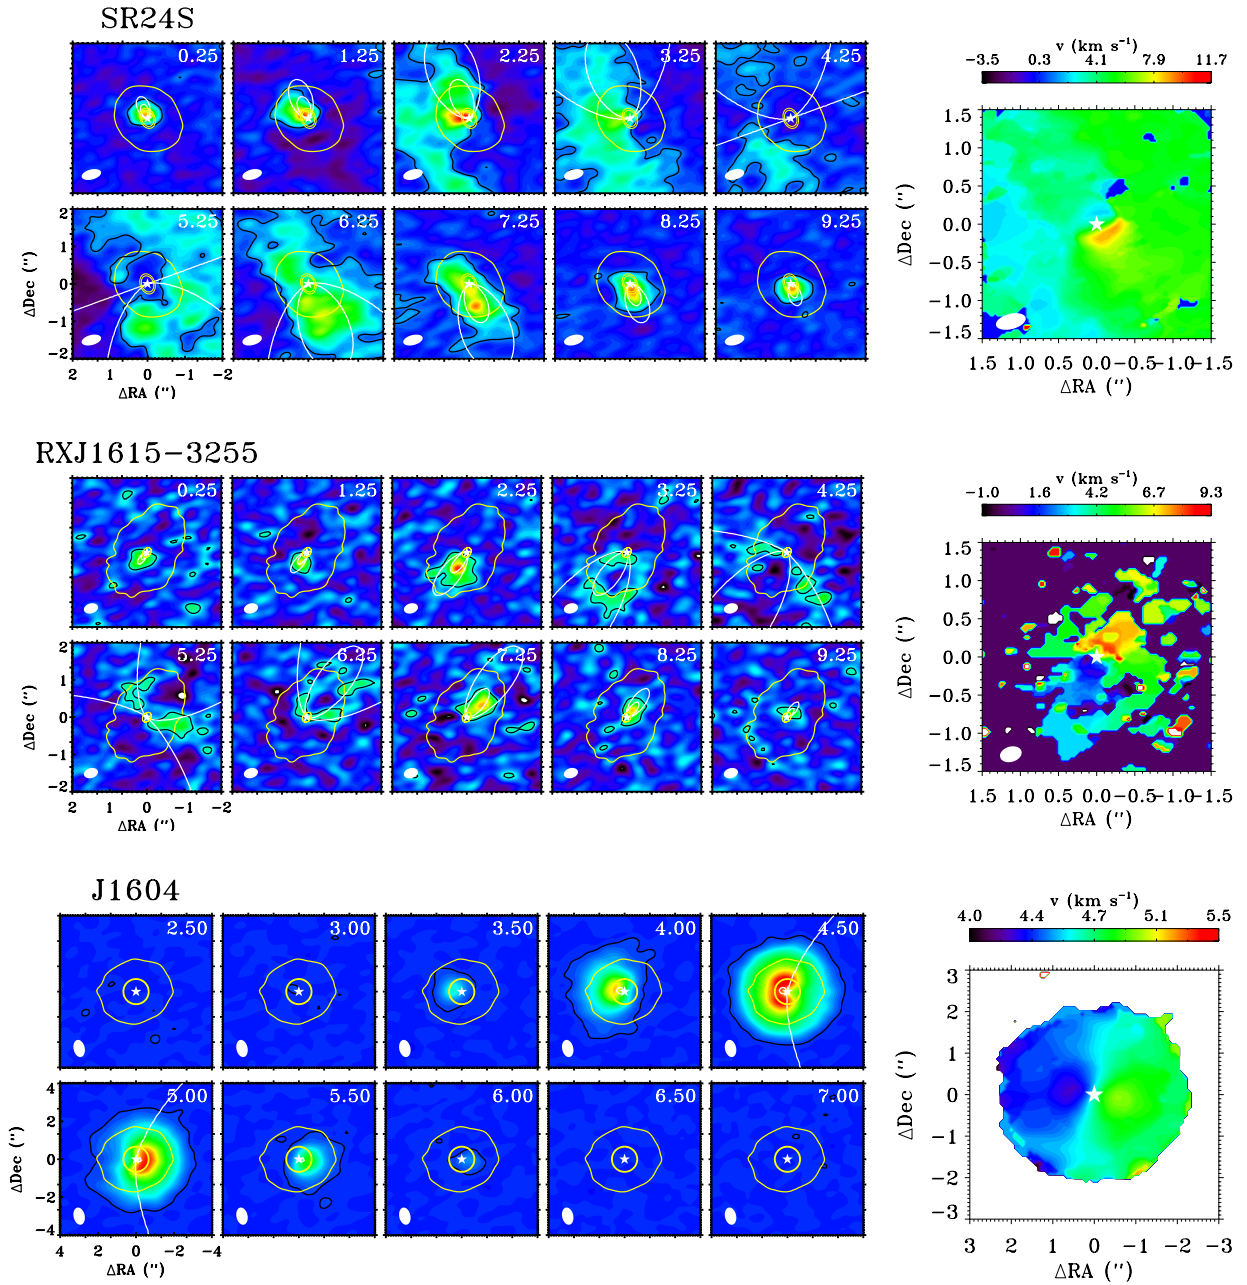 SR24S
0.25 1.25 2.25 3.25 4.25
v (km s⁻¹)
−3.5 0.3 4.1 7.9 11.7
1.5
1.0
0.5
0.0
−0.5
−1.0
−1.5
ΔDec (")
1.5 1.0 0.5 0.0 −0.5 −1.0 −1.5
ΔRA (")
5.25 6.25 7.25 8.25 9.25
2
1
0
−1
−2
ΔDec (")
2 1 0 −1 −2
ΔRA (")
RXJ1615−3255
0.25 1.25 2.25 3.25 4.25
v (km s⁻¹)
−1.0 1.6 4.2 6.7 9.3
1.5
1.0
0.5
0.0
−0.5
−1.0
−1.5
ΔDec (")
1.5 1.0 0.5 0.0 −0.5 −1.0 −1.5
ΔRA (")
5.25 6.25 7.25 8.25 9.25
2
1
0
−1
−2
ΔDec (")
2 1 0 −1 −2
ΔRA (")
J1604
2.50 3.00 3.50 4.00 4.50
v (km s⁻¹)
4.0 4.4 4.7 5.1 5.5
3
2
1
0
−1
−2
−3
ΔDec (")
3 2 1 0 −1 −2 −3
ΔRA (")
5.00 5.50 6.00 6.50 7.00
4
2
0
−2
−4
ΔDec (")
4 2 0 −2 −4
ΔRA (")